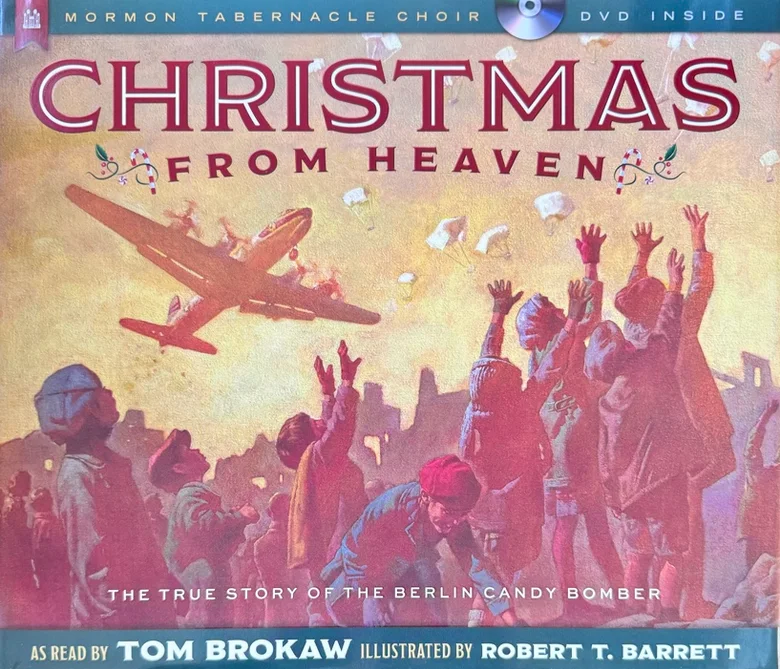 MORMON TABERNACLE CHOIR DVD INSIDE
CHRISTMAS
FROM HEAVEN
THE TRUE STORY OF THE BERLIN CANDY BOMBER
AS READ BY TOM BROKAW ILLUSTRATED BY ROBERT T. BARRETT